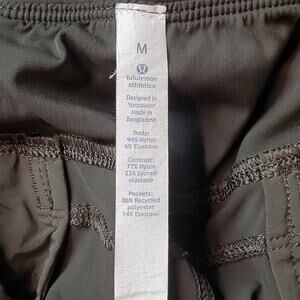 M
lululemon
athletica
Designed in
Vancouver
Made in
Bangladesh
Body:
94% Nylon
6% Elastane
Contrast:
77% Nylon
23% Lycra®
elastane
Pockets:
86% Recycled
polyester
14% Elastane